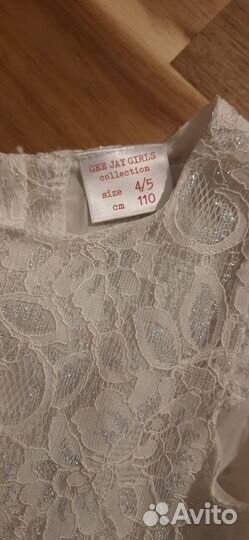 GEE JAY GIRLS
collection
size 4/5
cm 110
Avito